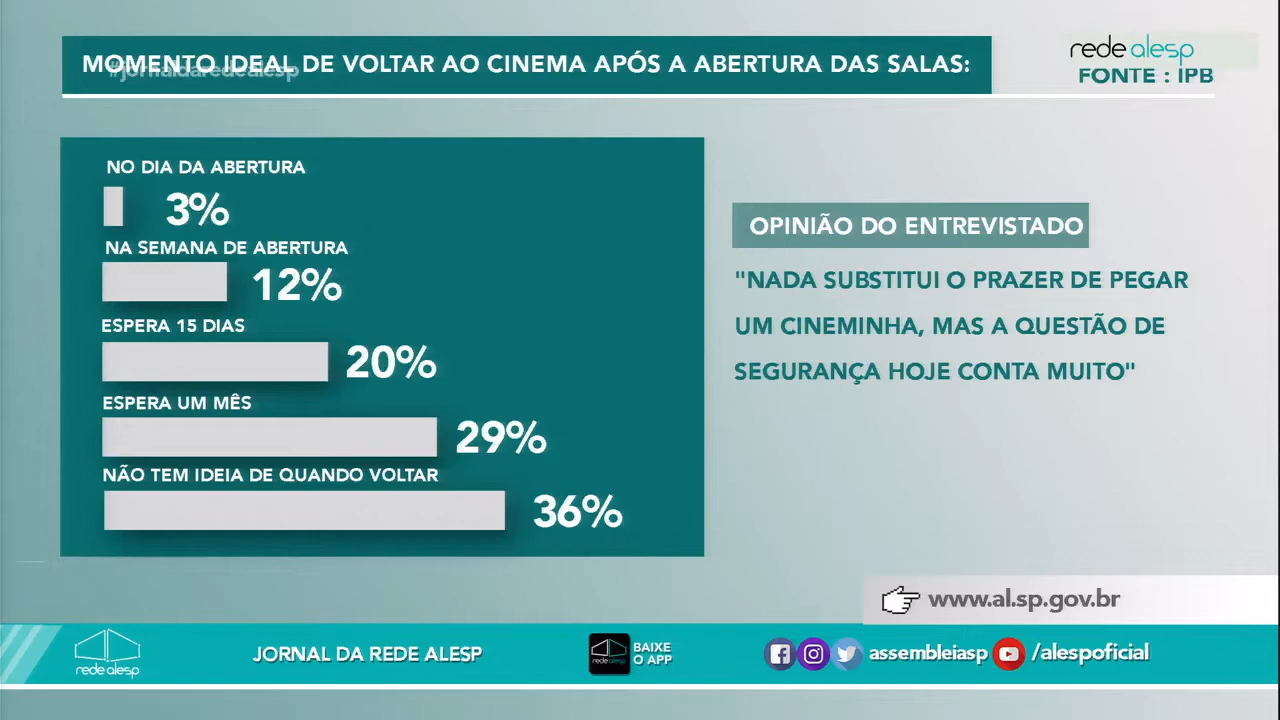 MOMENTO IDEAL DE VOLTAR AO CINEMA APÓS A ABERTURA DAS SALAS:
#jornaldaredealesp
rede alesp
FONTE : IPB
NO DIA DA ABERTURA
3%
NA SEMANA DE ABERTURA
12%
ESPERA 15 DIAS
20%
ESPERA UM MÊS
29%
NÃO TEM IDEIA DE QUANDO VOLTAR
36%
OPINIÃO DO ENTREVISTADO
"NADA SUBSTITUI O PRAZER DE PEGAR
UM CINEMINHA, MAS A QUESTÃO DE
SEGURANÇA HOJE CONTA MUITO"
www.al.sp.gov.br
rede alesp
JORNAL DA REDE ALESP
rede alesp
BAIXE
O APP
assembleiasp
/alespoficial